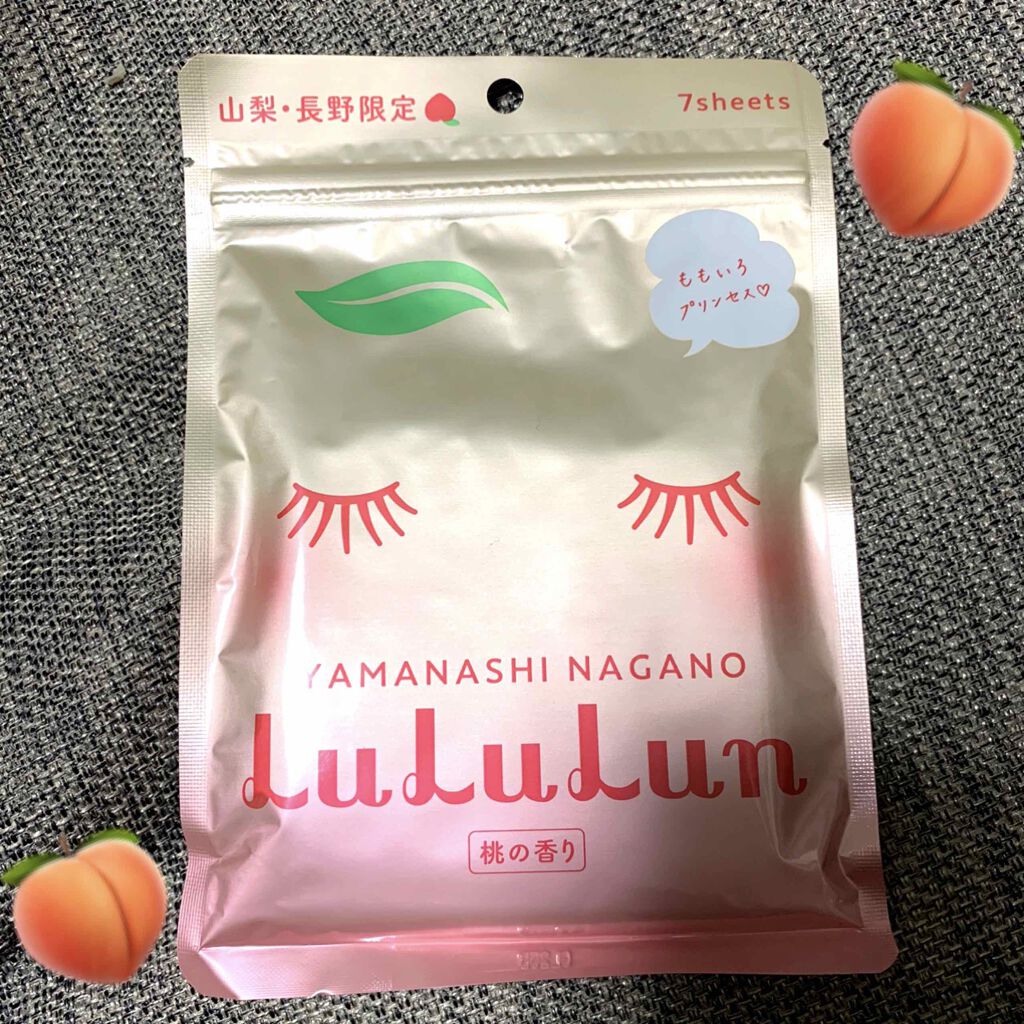 山梨・長野限定
7sheets
ももいろ
プリンセス♡
YAMANASHI NAGANO
LuLuLun
桃の香り